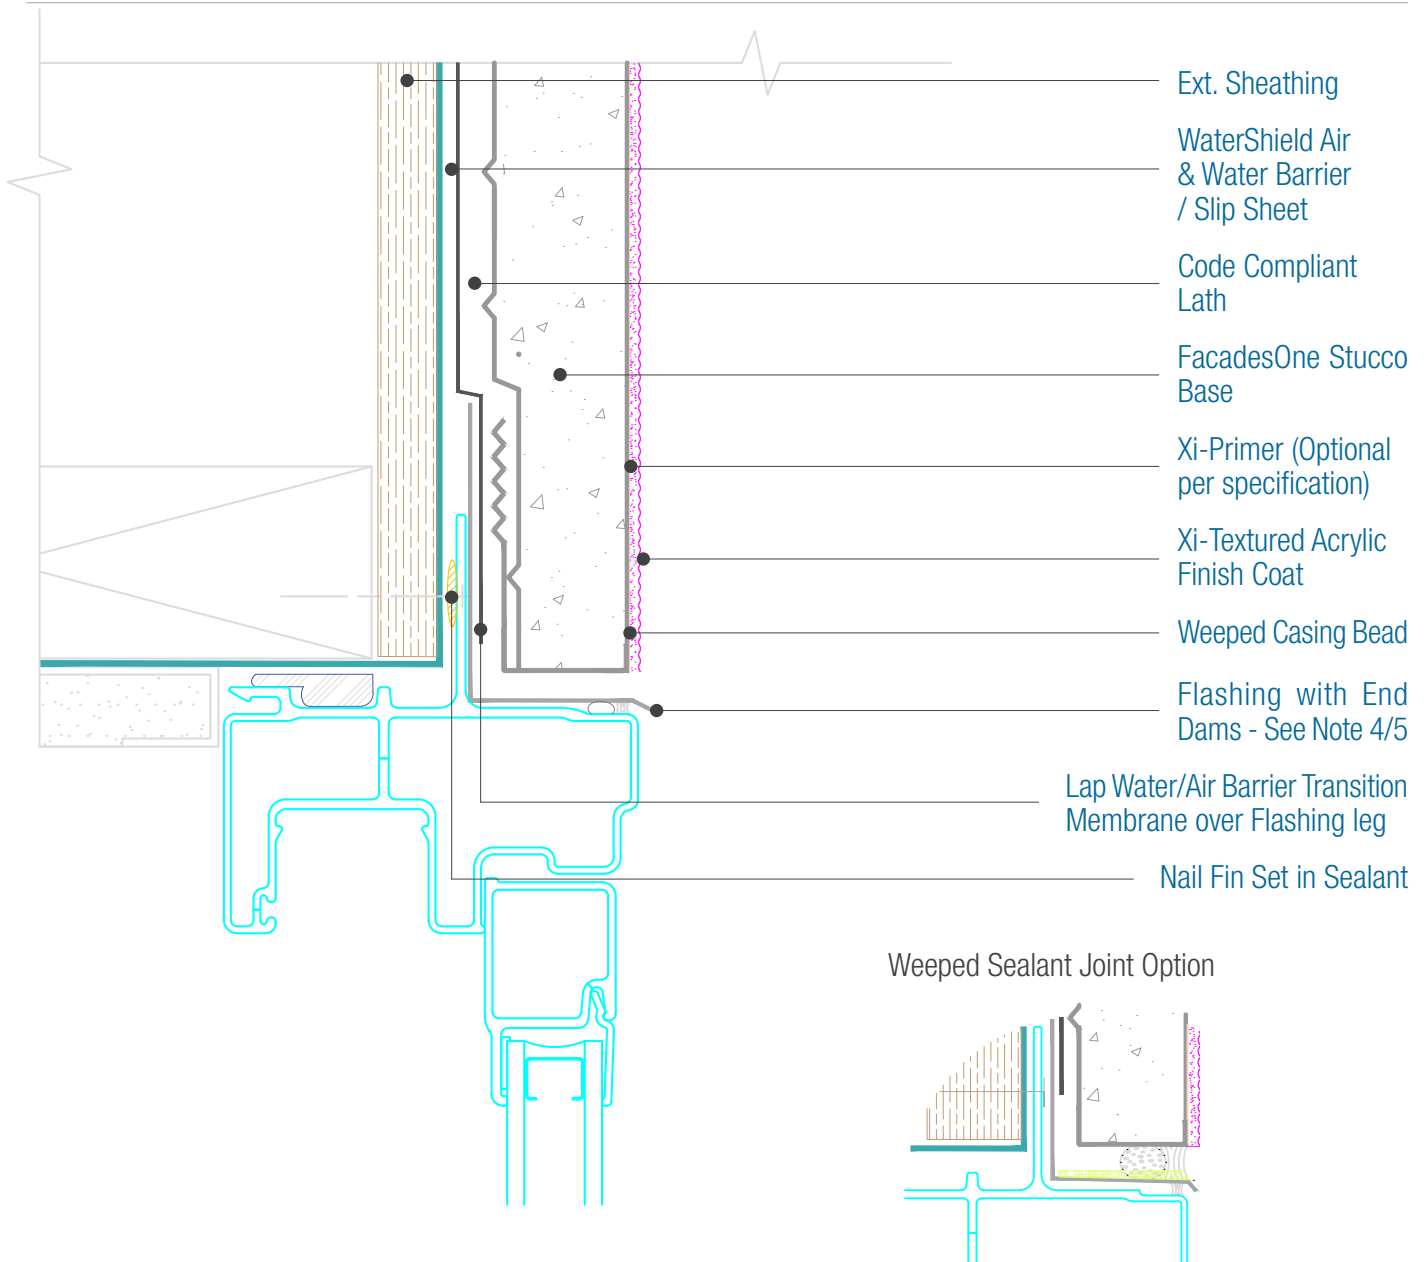 Ext. Sheathing
WaterShield Air
& Water Barrier
/ Slip Sheet
Code Compliant
Lath
FacadesOne Stucco
Base
Xi-Primer (Optional
per specification)
Xi-Textured Acrylic
Finish Coat
Weeped Casing Bead
Flashing with End
Dams - See Note 4/5
Lap Water/Air Barrier Transition
Membrane over Flashing leg
Nail Fin Set in Sealant
Weeped Sealant Joint Option